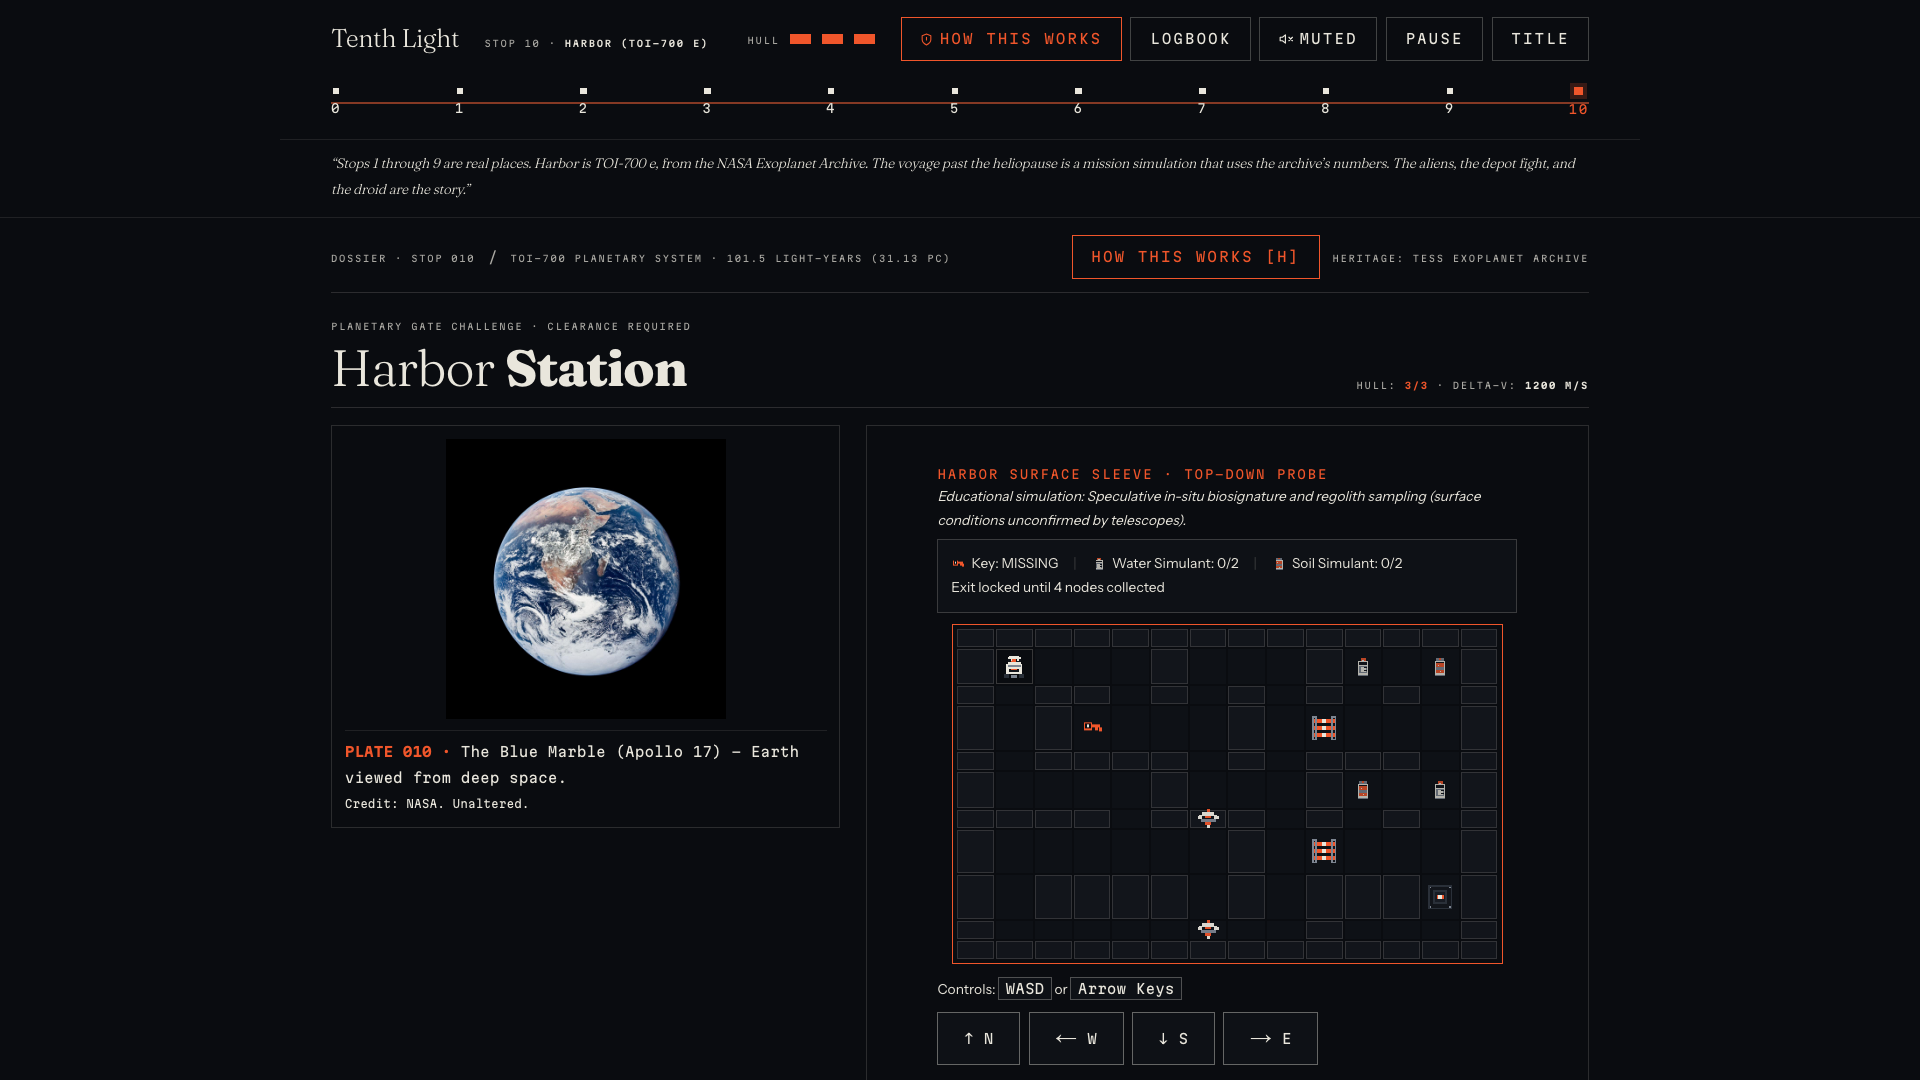 Tenth Light STOP 10 · HARBOR (TOI-700 E) HULL HOW THIS WORKS LOGBOOK MUTED PAUSE TITLE
0 1 2 3 4 5 6 7 8 9 10
“Stops 1 through 9 are real places. Harbor is TOI-700 e, from the NASA Exoplanet Archive. The voyage past the heliopause is a mission simulation that uses the archive’s numbers. The aliens, the depot fight, and
the droid are the story.”
DOSSIER · STOP 010 / TOI-700 PLANETARY SYSTEM · 101.5 LIGHT-YEARS (31.13 PC) HOW THIS WORKS [H] HERITAGE: TESS EXOPLANET ARCHIVE
PLANETARY GATE CHALLENGE · CLEARANCE REQUIRED
Harbor Station
HULL: 3/3 · DELTA-V: 1200 M/S
PLATE 010 · The Blue Marble (Apollo 17) — Earth
viewed from deep space.
Credit: NASA. Unaltered.
HARBOR SURFACE SLEEVE · TOP-DOWN PROBE
Educational simulation: Speculative in-situ biosignature and regolith sampling (surface
conditions unconfirmed by telescopes).
Key: MISSING | Water Simulant: 0/2 | Soil Simulant: 0/2
Exit locked until 4 nodes collected
Controls: WASD or Arrow Keys
↑ N ← W ↓ S → E